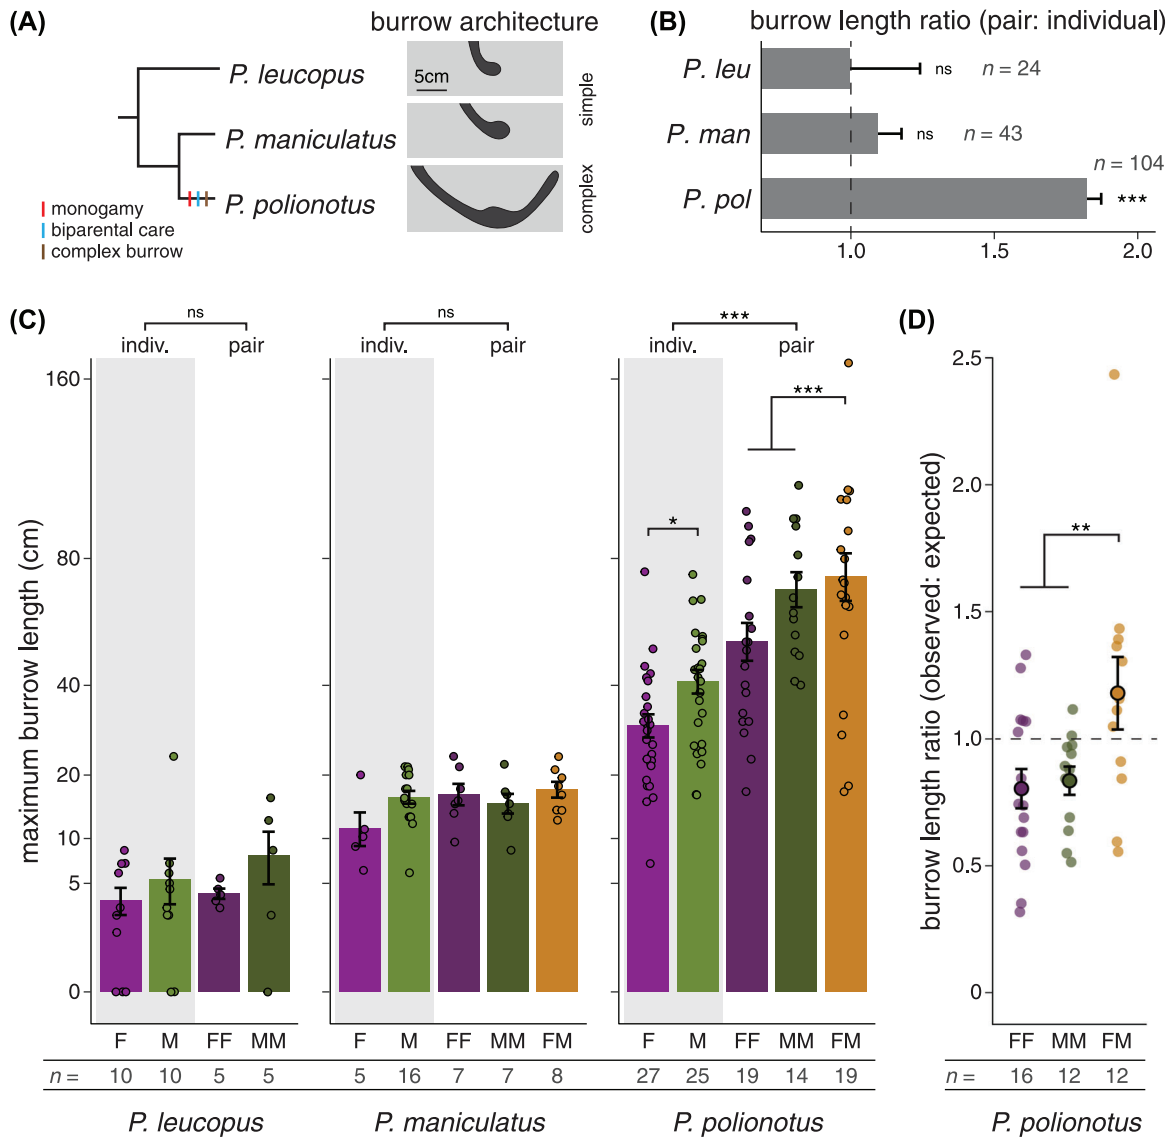 (A)
burrow architecture
P. leucopus
P. maniculatus
P. polionotus
5cm
simple
complex
monogamy
biparental care
complex burrow
(B)
burrow length ratio (pair: individual)
P. leu
ns
n = 24
P. man
ns
n = 43
n = 104
P. pol
***
1.0 1.5 2.0
(C)
ns
indiv. pair
ns
indiv. pair
***
indiv. pair
***
*
maximum burrow length (cm)
160
80
40
20
10
5
0
F M FF MM
F M FF MM FM
F M FF MM FM
n = 10 10 5 5
5 16 7 7 8
27 25 19 14 19
P. leucopus
P. maniculatus
P. polionotus
(D)
burrow length ratio (observed: expected)
2.5
2.0
1.5
1.0
0.5
0
**
FF MM FM
n = 16 12 12
P. polionotus